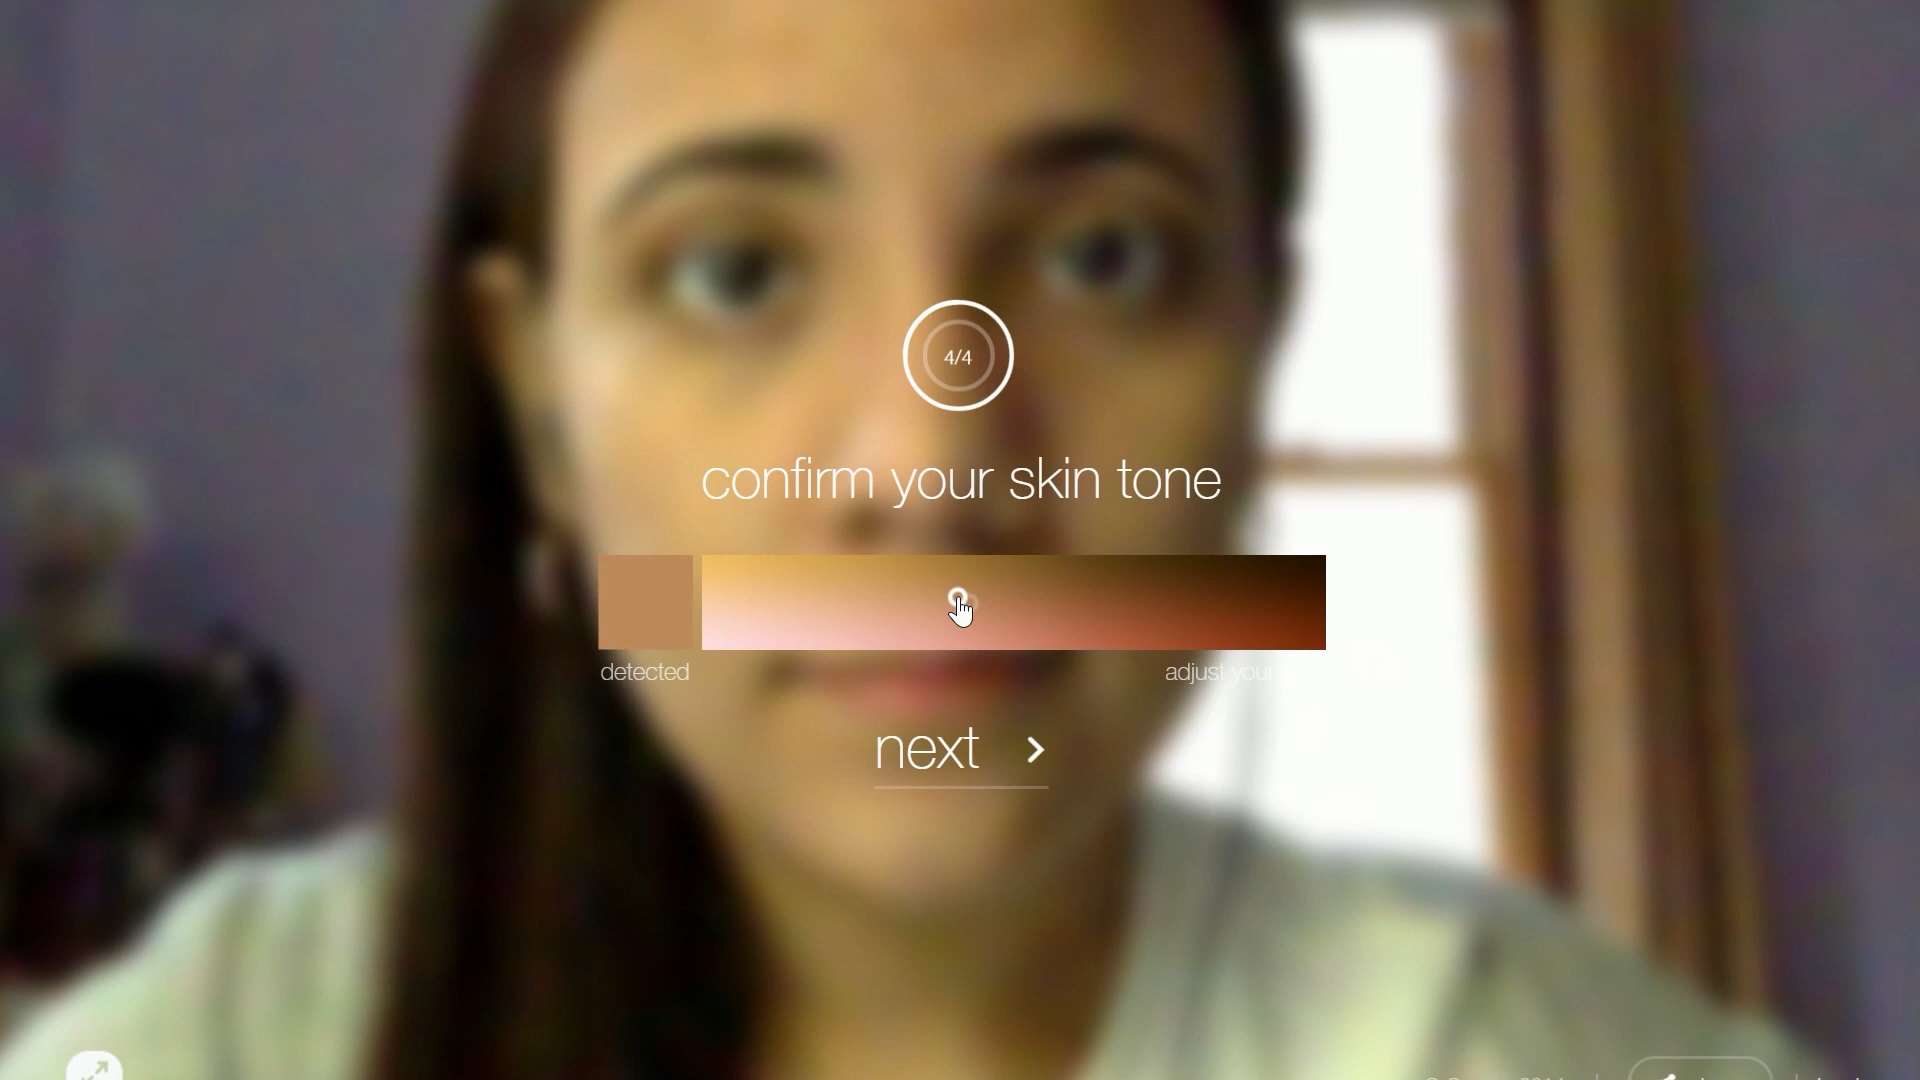 4/4
confirm your skin tone
detected
adjust your
next